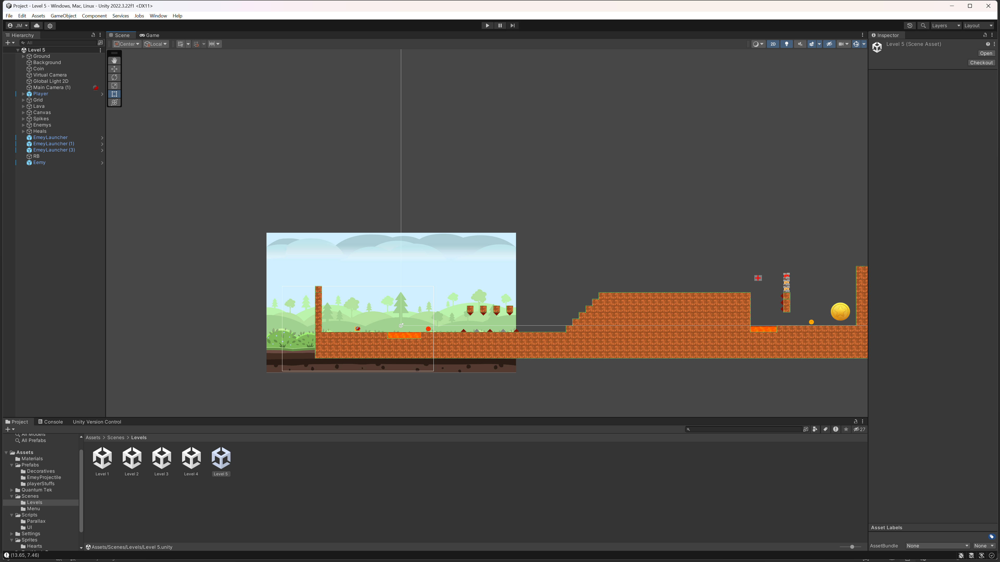 Project - Level 5 - Windows, Mac, Linux - Unity 2022.3.22f1 <DX11>
File Edit Assets GameObject Component Services Jobs Window Help
JM Layers Layout
Hierarchy
All
Level 5
Ground
Background
Coin
Virtual Camera
Global Light 2D
Main Camera (1)
Player
Grid
Lava
Canvas
Spikes
Enemys
Heals
EmeyLauncher
EmeyLauncher (1)
EmeyLauncher (3)
RB
Eemy
Scene Game
Center Local 2D
Inspector
Level 5 (Scene Asset)
Open
Checkout
Project Console Unity Version Control
27
All Models
All Prefabs
Assets
Materials
Prefabs
Decoratives
EmeyProjectile
playerStuffs
Quantum Tek
Scenes
Levels
Menu
Scripts
Parallax
UI
Settings
Sprites
Hearts
Assets > Scenes > Levels
Level 1 Level 2 Level 3 Level 4 Level 5
Assets/Scenes/Levels/Level 5.unity
Asset Labels
AssetBundle None None
(13.65, 7.46)